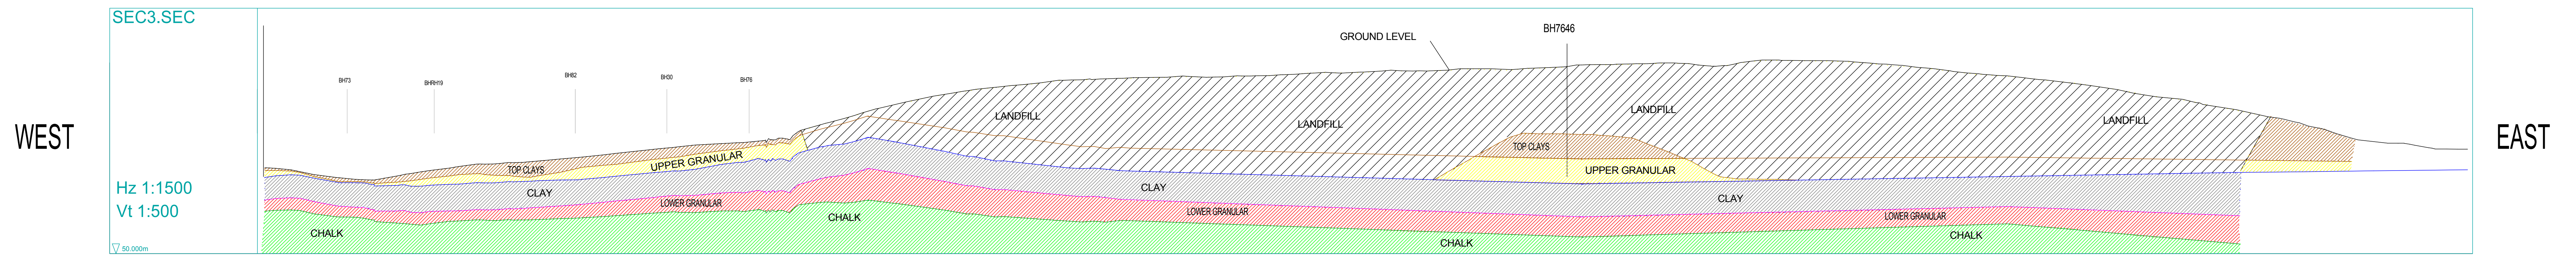 SEC3.SEC
GROUND LEVEL
BH7646
BH73
BHRH19
BH82
BH30
BH76
WEST
LANDFILL
LANDFILL
LANDFILL
LANDFILL
EAST
TOP CLAYS
UPPER GRANULAR
TOP CLAYS
UPPER GRANULAR
Hz 1:1500
Vt 1:500
CLAY
CLAY
CLAY
LOWER GRANULAR
LOWER GRANULAR
LOWER GRANULAR
CHALK
CHALK
CHALK
CHALK
50.000m